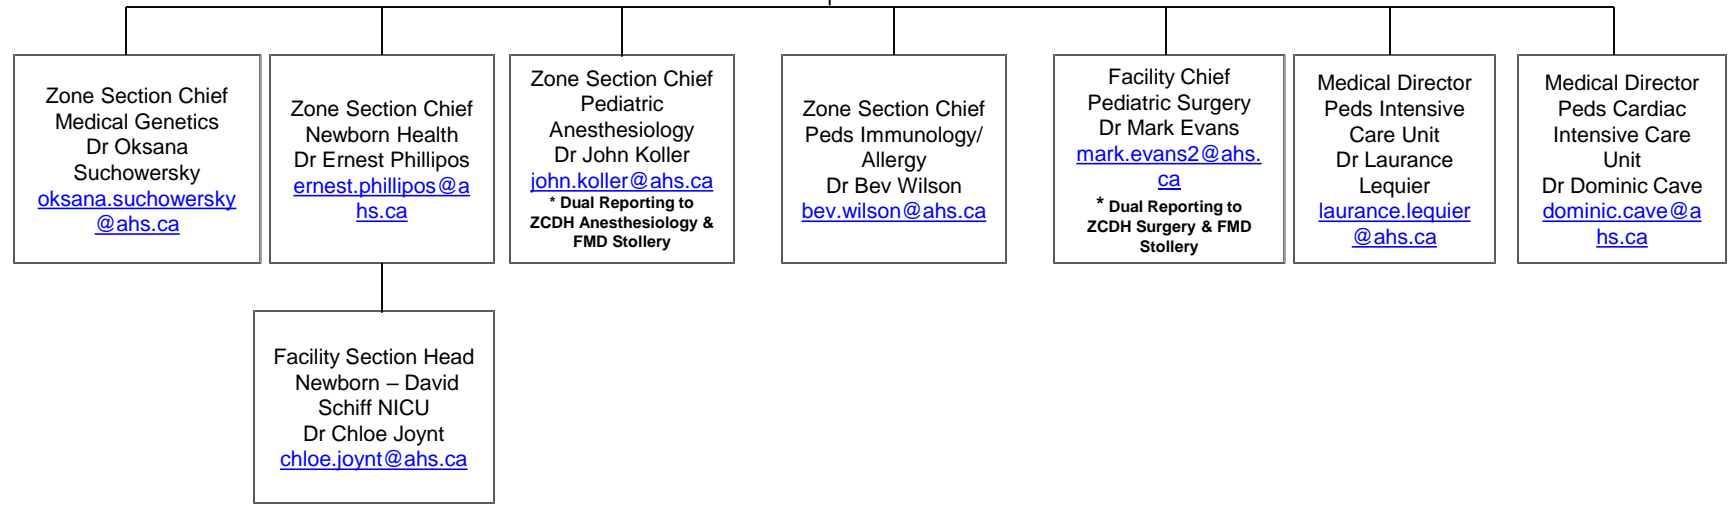 Zone Section Chief
Medical Genetics
Dr Oksana
Suchowersky
oksana.suchowersky
@ahs.ca
Zone Section Chief
Newborn Health
Dr Ernest Phillipos
ernest.phillipos@a
hs.ca
Zone Section Chief
Pediatric
Anesthesiology
Dr John Koller
john.koller@ahs.ca
* Dual Reporting to
ZCDH Anesthesiology &
FMD Stollery
Zone Section Chief
Peds Immunology/
Allergy
Dr Bev Wilson
bev.wilson@ahs.ca
Facility Chief
Pediatric Surgery
Dr Mark Evans
mark.evans2@ahs.
ca
* Dual Reporting to
ZCDH Surgery & FMD
Stollery
Medical Director
Peds Intensive
Care Unit
Dr Laurance
Lequier
laurance.lequier
@ahs.ca
Medical Director
Peds Cardiac
Intensive Care
Unit
Dr Dominic Cave
dominic.cave@a
hs.ca
Facility Section Head
Newborn – David
Schiff NICU
Dr Chloe Joynt
chloe.joynt@ahs.ca